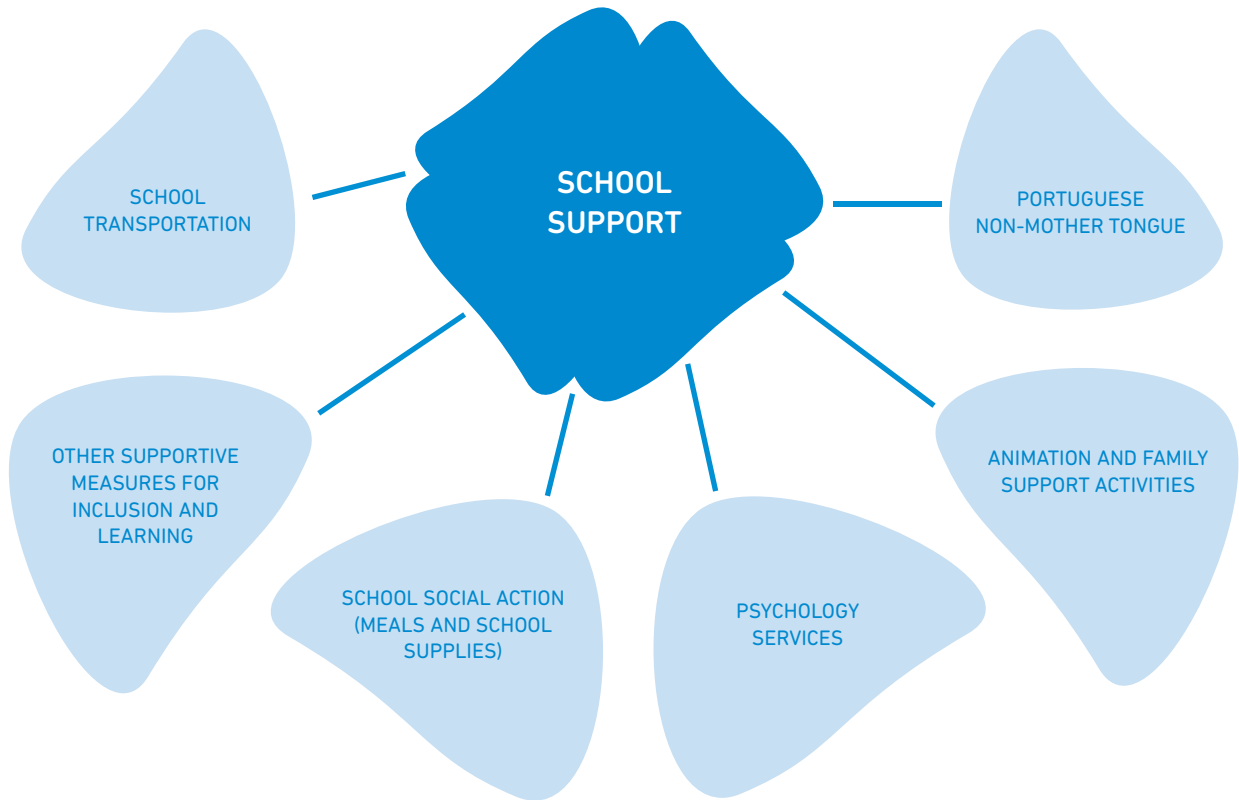 SCHOOL
SUPPORT
SCHOOL
TRANSPORTATION
PORTUGUESE
NON-MOTHER TONGUE
OTHER SUPPORTIVE
MEASURES FOR
INCLUSION AND
LEARNING
ANIMATION AND FAMILY
SUPPORT ACTIVITIES
SCHOOL SOCIAL ACTION
(MEALS AND SCHOOL
SUPPLIES)
PSYCHOLOGY
SERVICES